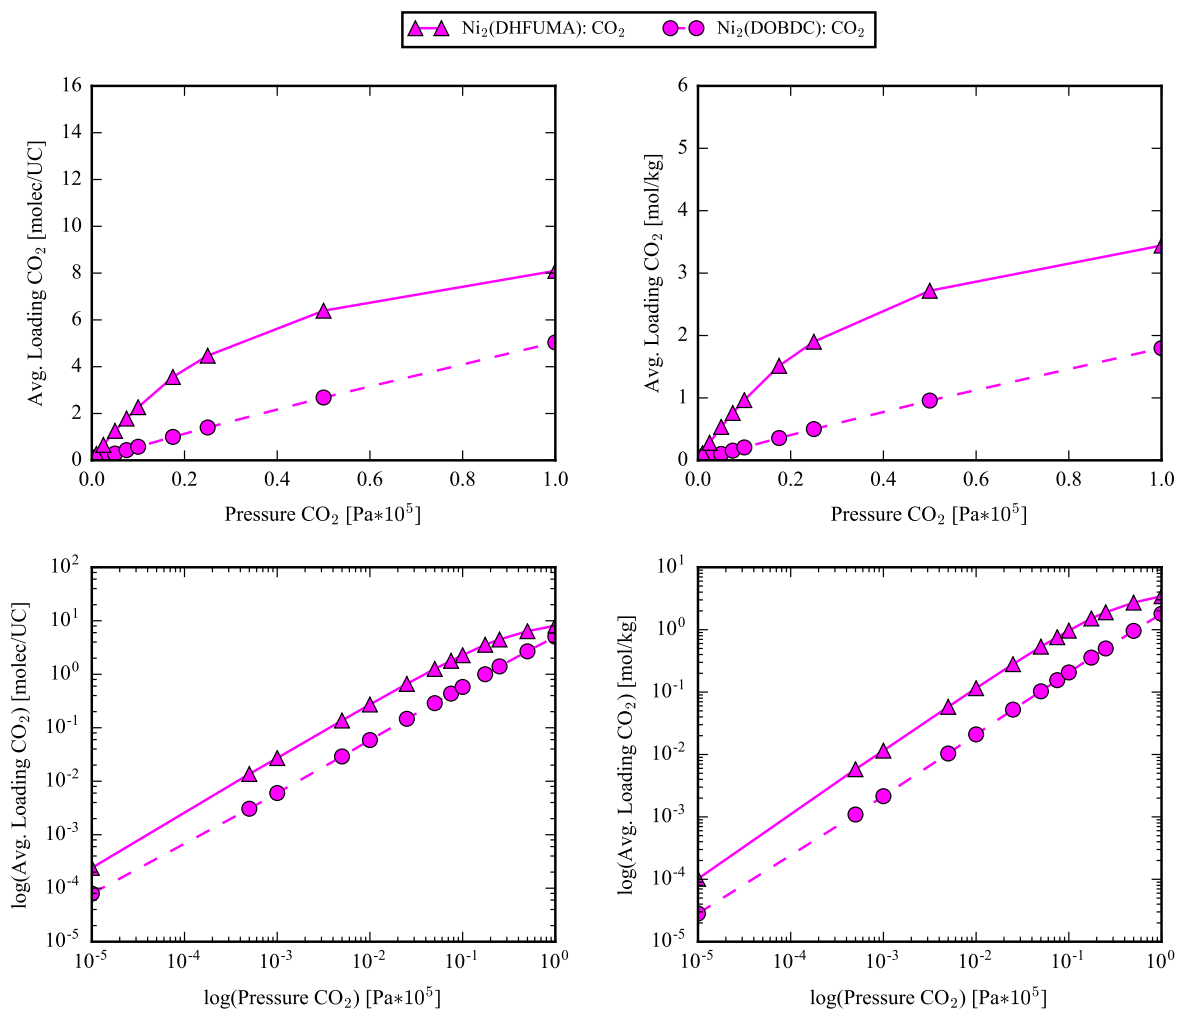 Ni₂(DHFUMA): CO₂ Ni₂(DOBDC): CO₂
16
14
12
10
8
6
4
2
0
Avg. Loading CO₂ [molec/UC]
0.0 0.2 0.4 0.6 0.8 1.0
Pressure CO₂ [Pa∗10⁵]
6
5
4
3
2
1
0
Avg. Loading CO₂ [mol/kg]
0.0 0.2 0.4 0.6 0.8 1.0
Pressure CO₂ [Pa∗10⁵]
10²
10¹
10⁰
10⁻¹
10⁻²
10⁻³
10⁻⁴
10⁻⁵
log(Avg. Loading CO₂) [molec/UC]
10⁻⁵ 10⁻⁴ 10⁻³ 10⁻² 10⁻¹ 10⁰
log(Pressure CO₂) [Pa∗10⁵]
10¹
10⁰
10⁻¹
10⁻²
10⁻³
10⁻⁴
10⁻⁵
log(Avg. Loading CO₂) [mol/kg]
10⁻⁵ 10⁻⁴ 10⁻³ 10⁻² 10⁻¹ 10⁰
log(Pressure CO₂) [Pa∗10⁵]